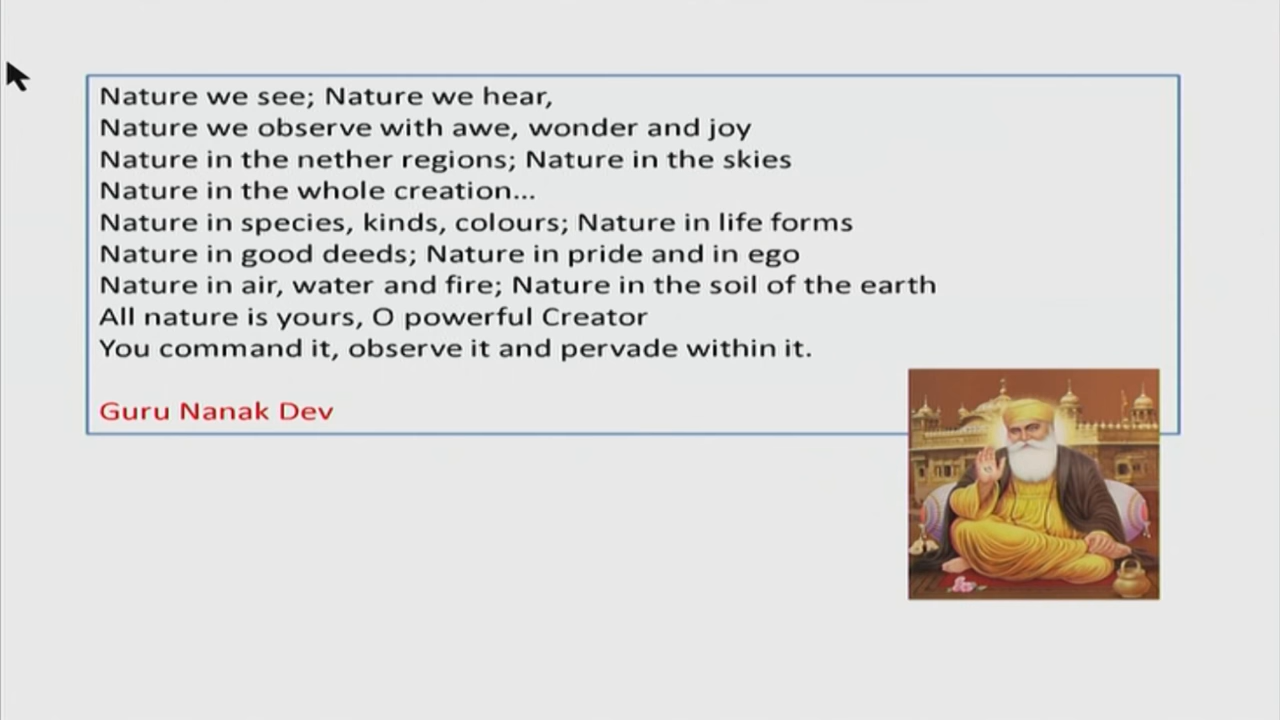 Nature we see; Nature we hear,
Nature we observe with awe, wonder and joy
Nature in the nether regions; Nature in the skies
Nature in the whole creation...
Nature in species, kinds, colours; Nature in life forms
Nature in good deeds; Nature in pride and in ego
Nature in air, water and fire; Nature in the soil of the earth
All nature is yours, O powerful Creator
You command it, observe it and pervade within it.
Guru Nanak Dev